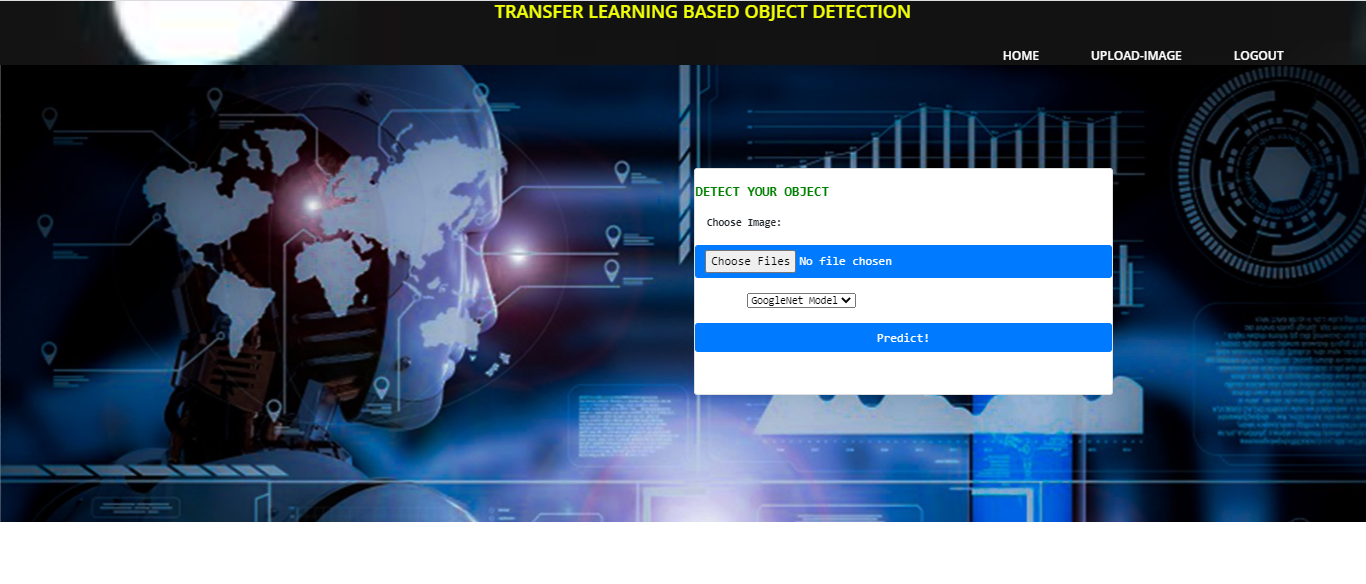 TRANSFER LEARNING BASED OBJECT DETECTION
HOME UPLOAD-IMAGE LOGOUT
DETECT YOUR OBJECT
Choose Image:
Choose Files No file chosen
GoogleNet Model
Predict!